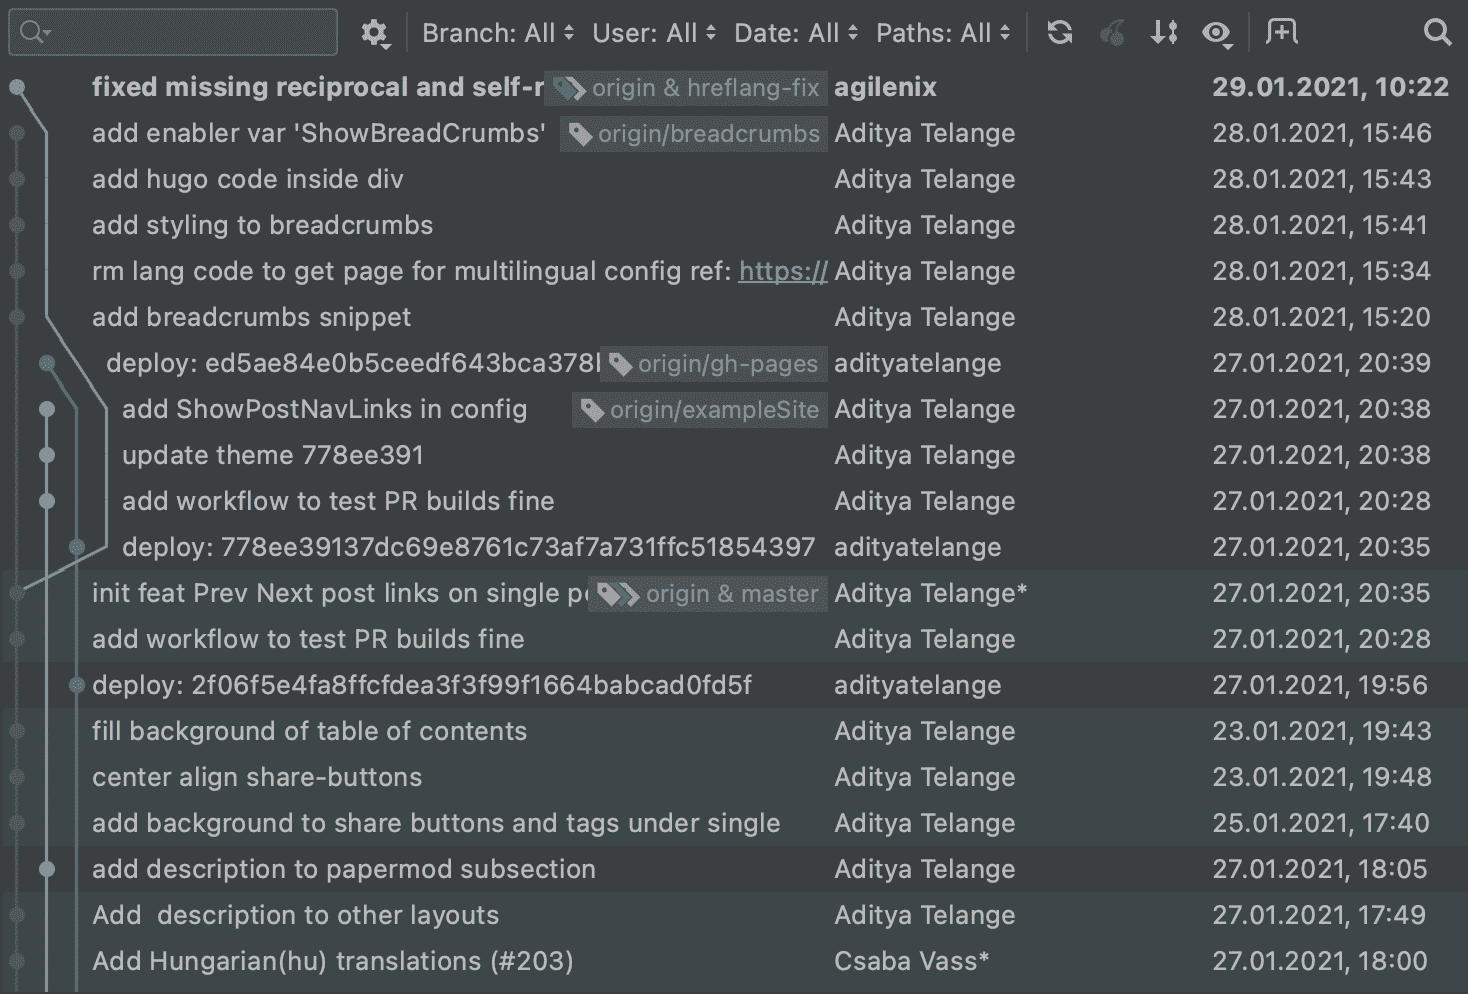 Branch: All User: All Date: All Paths: All
fixed missing reciprocal and self-r origin & hreflang-fix agilenix 29.01.2021, 10:22
add enabler var 'ShowBreadCrumbs' origin/breadcrumbs Aditya Telange 28.01.2021, 15:46
add hugo code inside div Aditya Telange 28.01.2021, 15:43
add styling to breadcrumbs Aditya Telange 28.01.2021, 15:41
rm lang code to get page for multilingual config ref: https:// Aditya Telange 28.01.2021, 15:34
add breadcrumbs snippet Aditya Telange 28.01.2021, 15:20
deploy: ed5ae84e0b5ceedf643bca378 origin/gh-pages adityatelange 27.01.2021, 20:39
add ShowPostNavLinks in config origin/exampleSite Aditya Telange 27.01.2021, 20:38
update theme 778ee391 Aditya Telange 27.01.2021, 20:38
add workflow to test PR builds fine Aditya Telange 27.01.2021, 20:28
deploy: 778ee39137dc69e8761c73af7a731ffc51854397 adityatelange 27.01.2021, 20:35
init feat Prev Next post links on single p origin & master Aditya Telange* 27.01.2021, 20:35
add workflow to test PR builds fine Aditya Telange 27.01.2021, 20:28
deploy: 2f06f5e4fa8ffcfdea3f3f99f1664babcad0fd5f adityatelange 27.01.2021, 19:56
fill background of table of contents Aditya Telange 23.01.2021, 19:43
center align share-buttons Aditya Telange 23.01.2021, 19:48
add background to share buttons and tags under single Aditya Telange 25.01.2021, 17:40
add description to papermod subsection Aditya Telange 27.01.2021, 18:05
Add  description to other layouts Aditya Telange 27.01.2021, 17:49
Add Hungarian(hu) translations (#203) Csaba Vass* 27.01.2021, 18:00